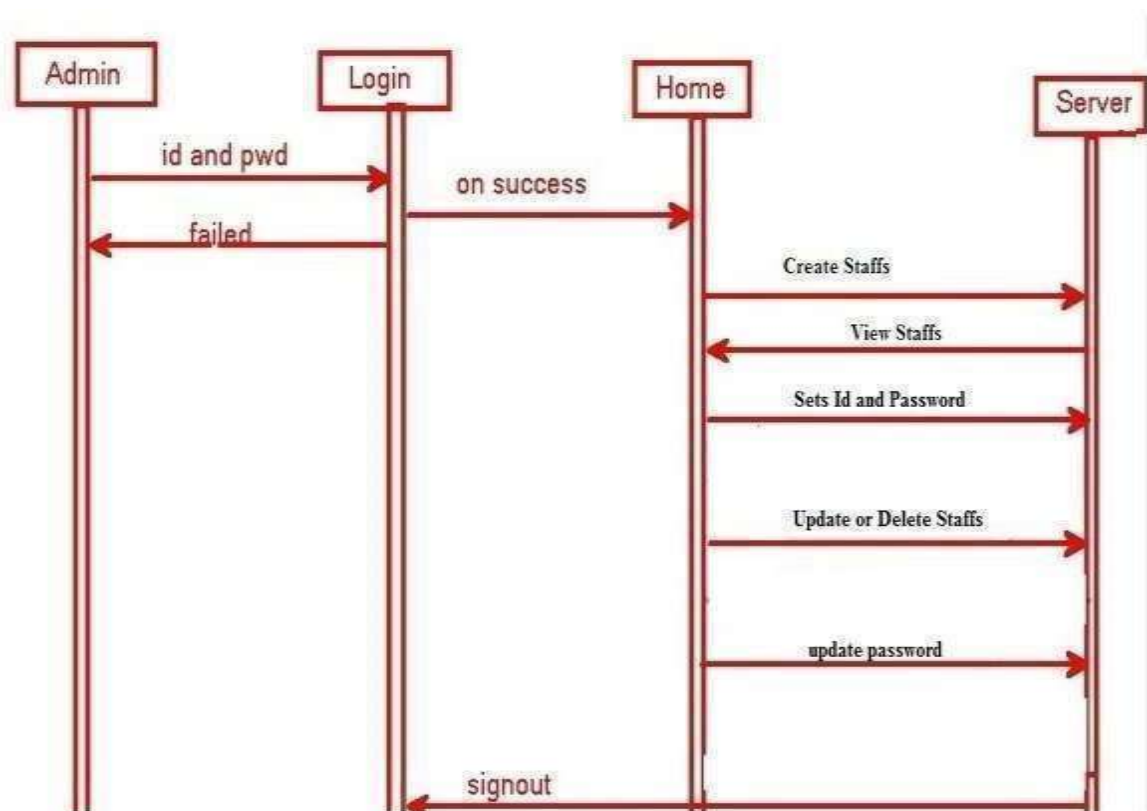 Admin
Login
Home
Server
id and pwd
on success
failed
Create Staffs
View Staffs
Sets Id and Password
Update or Delete Staffs
update password
signout